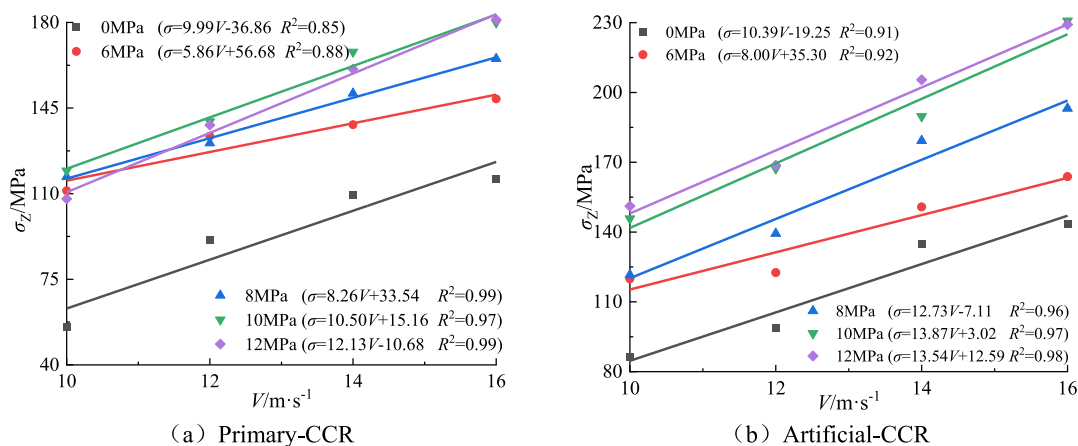 180
145
110
75
40
σZ/MPa
0MPa (σ=9.99V-36.86 R²=0.85)
6MPa (σ=5.86V+56.68 R²=0.88)
8MPa (σ=8.26V+33.54 R²=0.99)
10MPa (σ=10.50V+15.16 R²=0.97)
12MPa (σ=12.13V-10.68 R²=0.99)
10 12 14 16
V/m·s⁻¹
(a) Primary-CCR
230
200
170
140
110
80
σZ/MPa
0MPa (σ=10.39V-19.25 R²=0.91)
6MPa (σ=8.00V+35.30 R²=0.92)
8MPa (σ=12.73V-7.11 R²=0.96)
10MPa (σ=13.87V+3.02 R²=0.97)
12MPa (σ=13.54V+12.59 R²=0.98)
10 12 14 16
V/m·s⁻¹
(b) Artificial-CCR